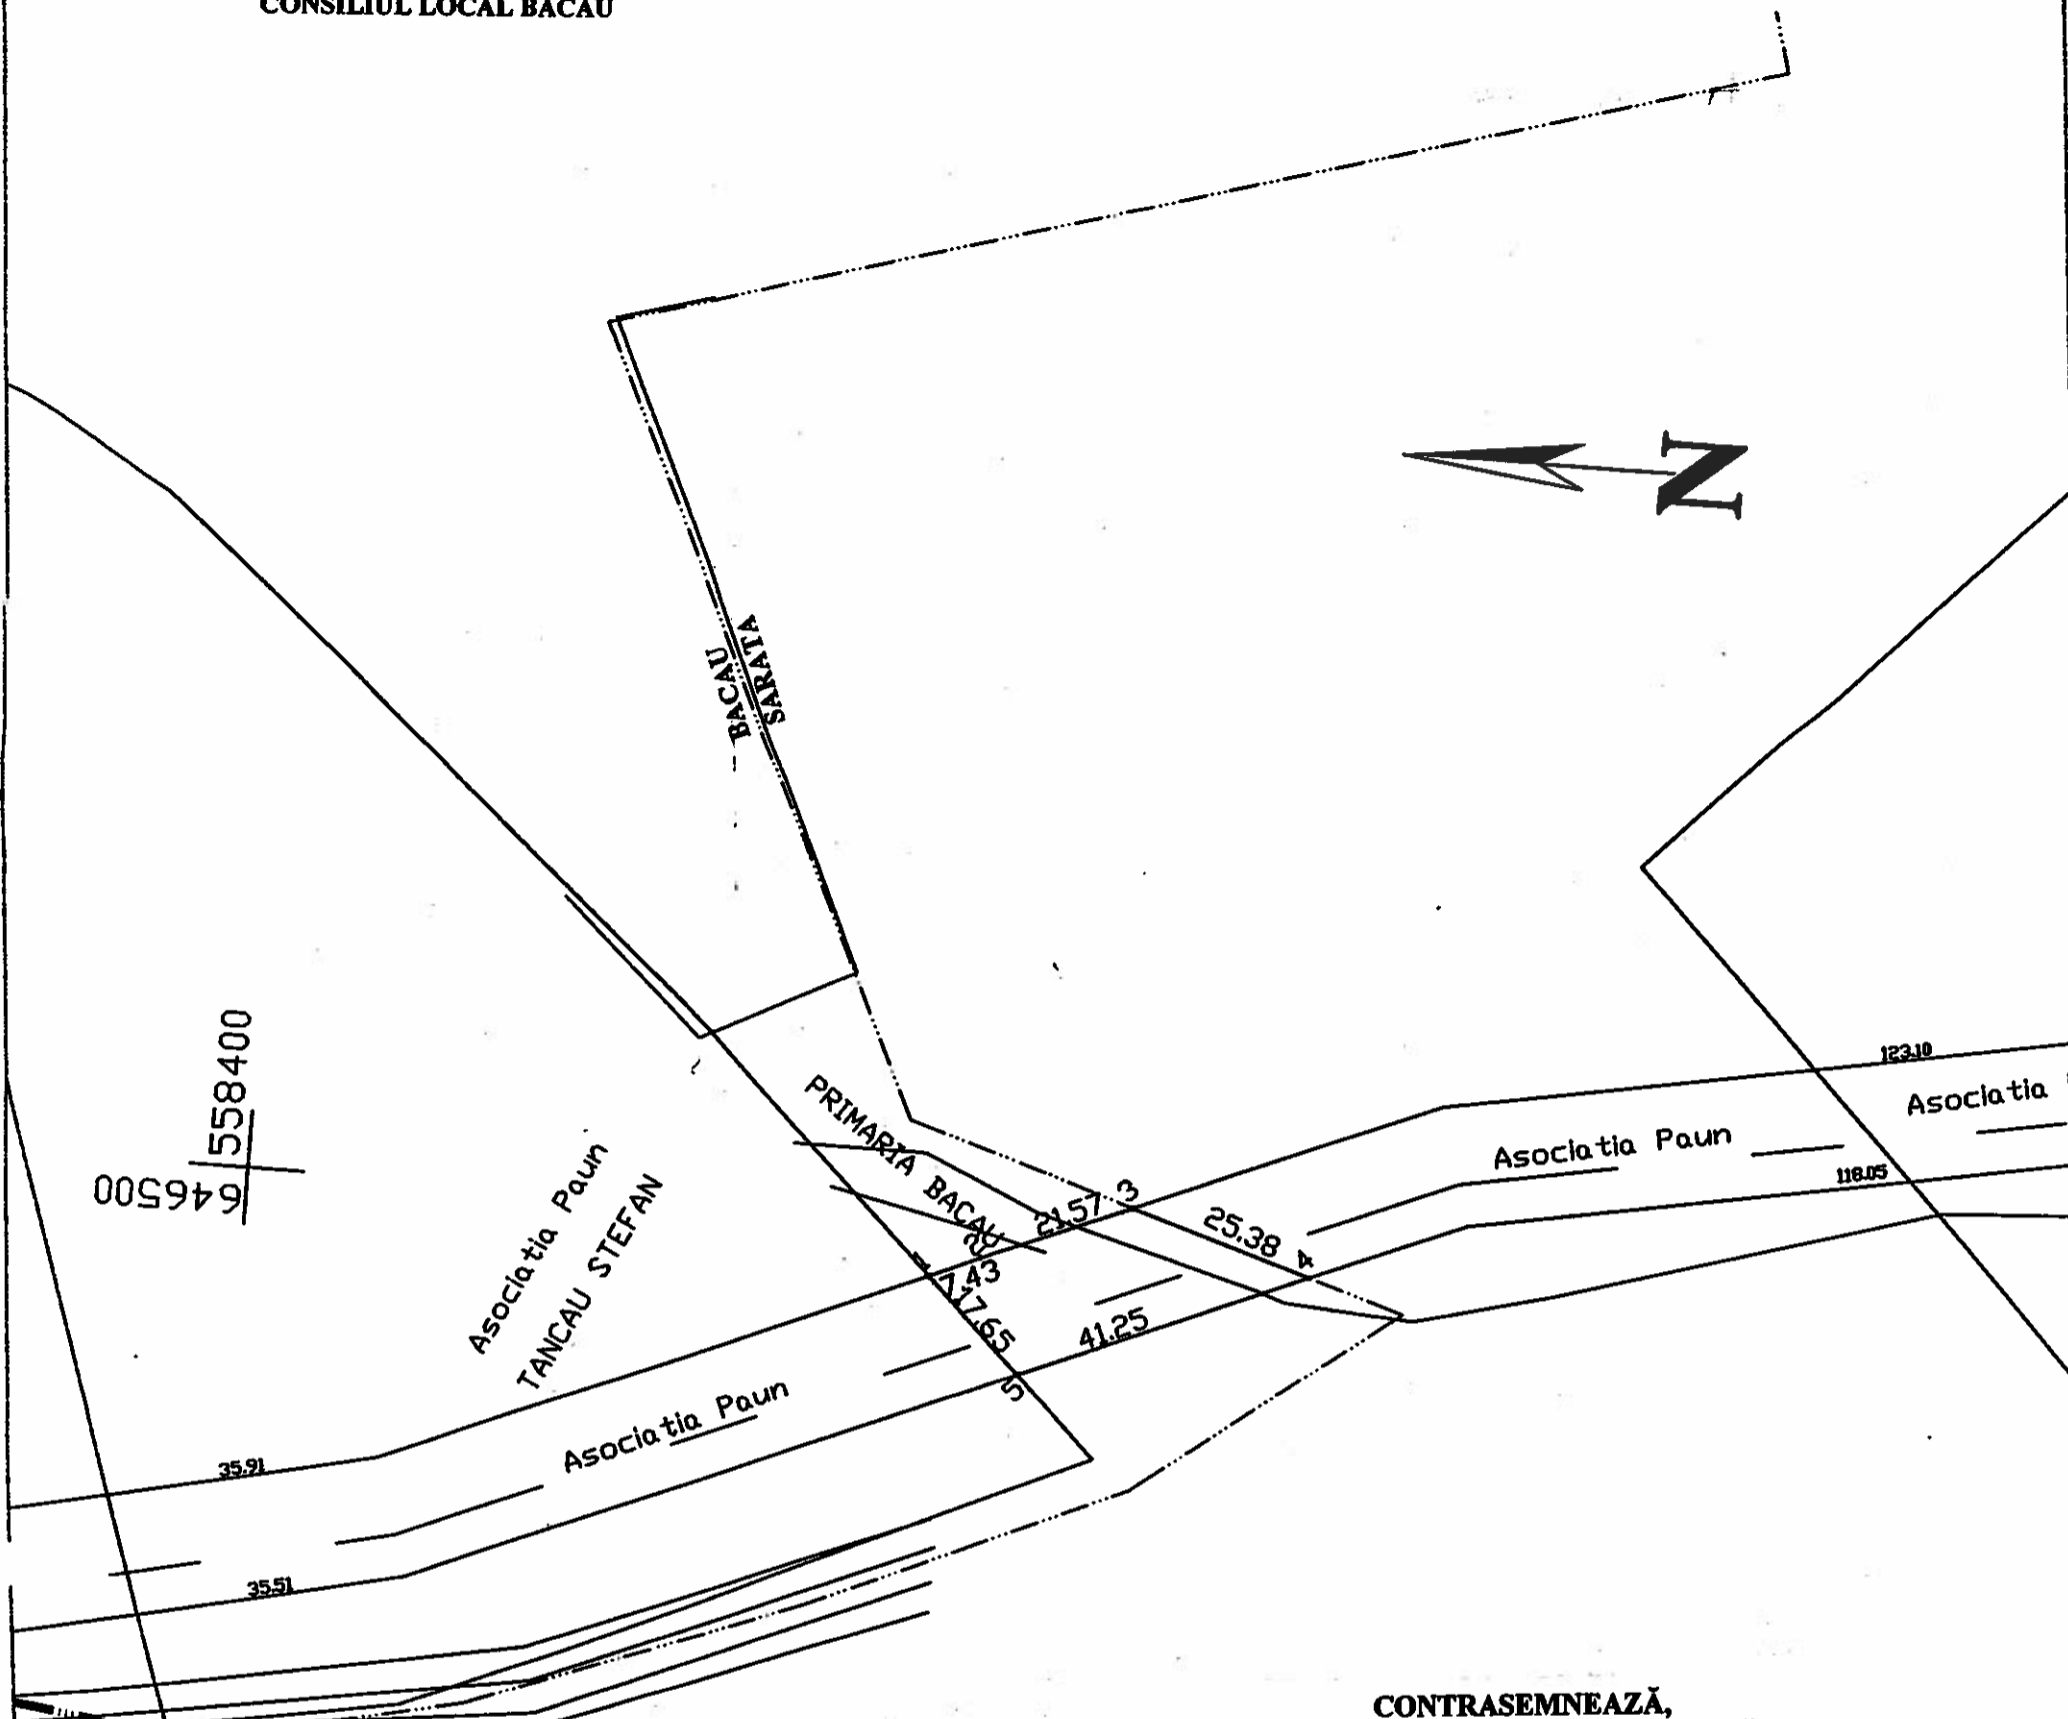 CONSILIUL LOCAL BACAU
N
BACAU
SARATA
558400
646500
123.10
Asociatia
Asociatia Paun
118.05
PRIMARIA BACAU
Asociatia Paun
TANCAU STEFAN
21.57
3
25.38
4
2
1
7.43
17.65
41.25
5
Asociatia Paun
35.91
35.51
CONTRASEMNEAZĂ,